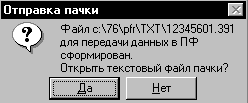 Отправка пачки
Файл c:\76\pfr\TXT\12345601.391
для передачи данных в ПФ
сформирован.
Открыть текстовый файл пачки?
Да Нет